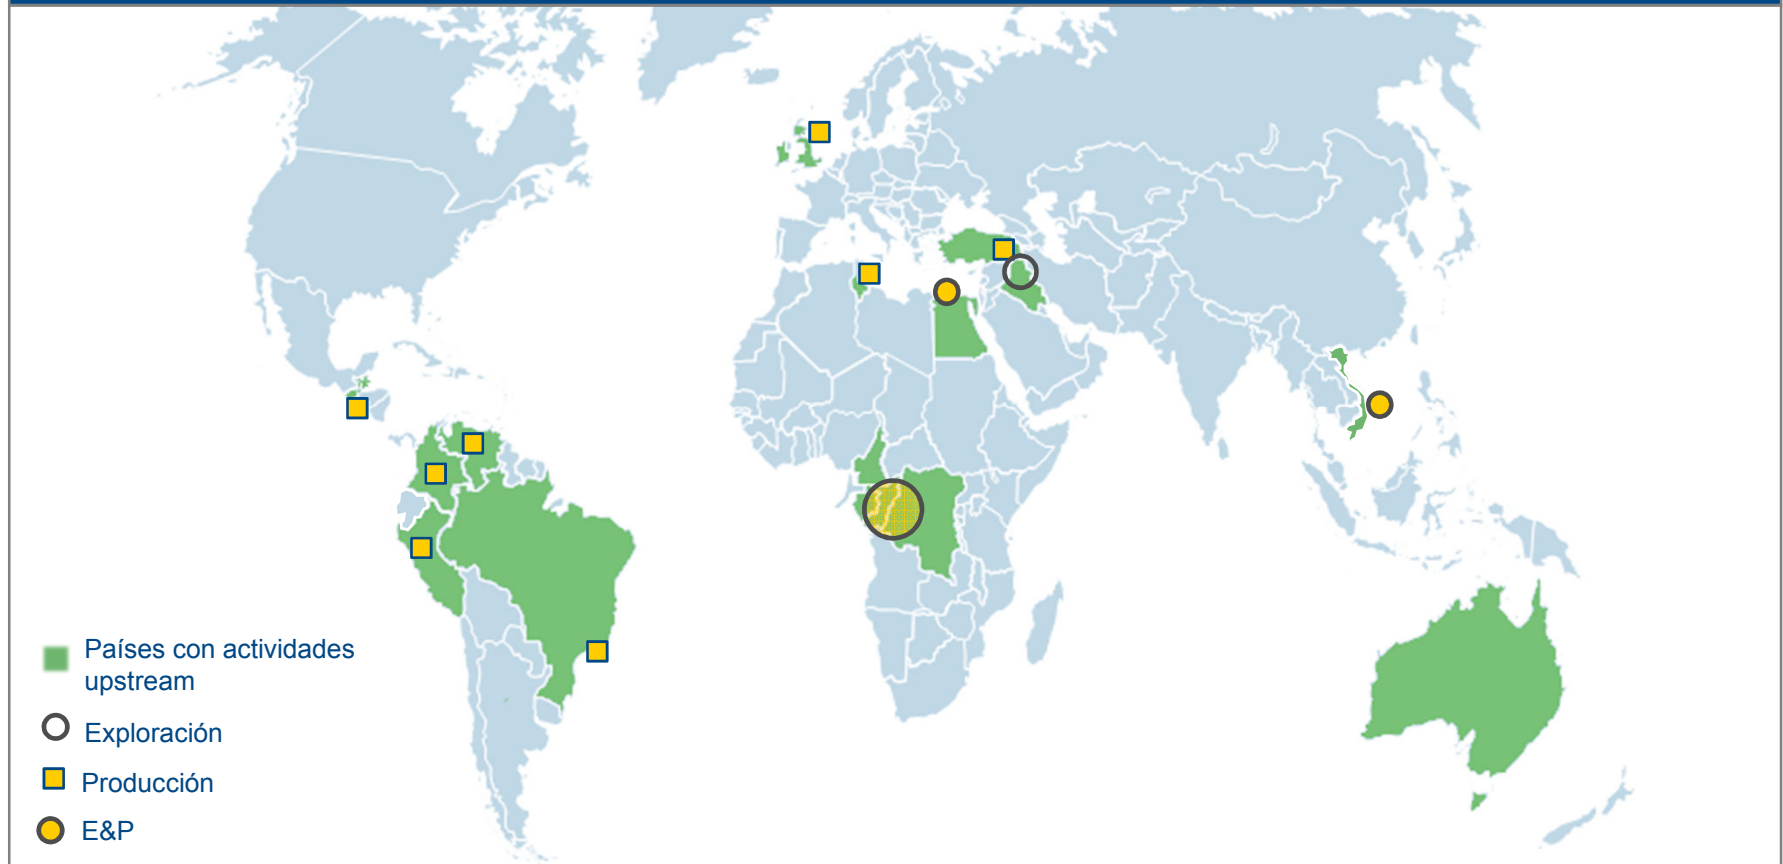 Países con actividades
upstream
Exploración
Producción
E&P